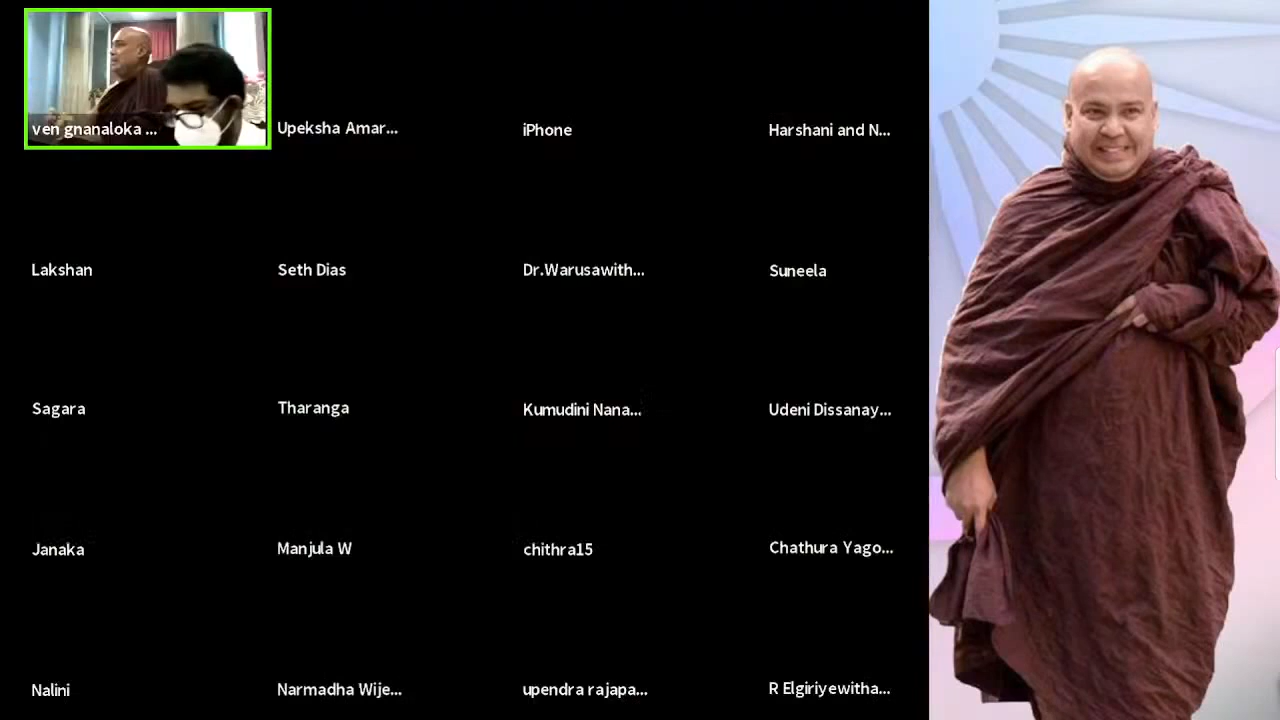 ven gnanaloka ...
Upeksha Amar...
iPhone
Harshani and N...
Lakshan
Seth Dias
Dr.Warusawith...
Suneela
Sagara
Tharanga
Kumudini Nana...
Udeni Dissanay...
Janaka
Manjula W
chithra15
Chathura Yago...
Nalini
Narmadha Wije...
upendra rajapa...
R Elgiriyewitha...